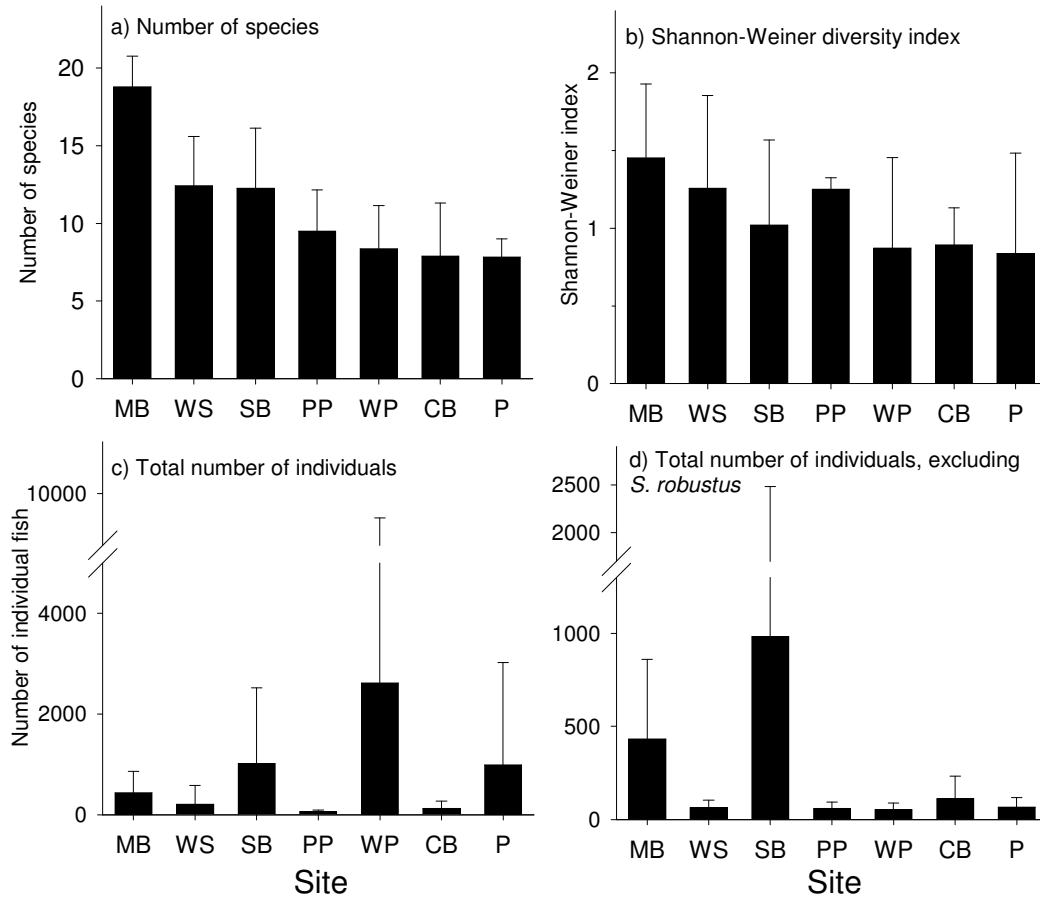 a) Number of species
Number of species
20
15
10
5
0
MB WS SB PP WP CB P
b) Shannon-Weiner diversity index
Shannon-Weiner index
2
1
0
MB WS SB PP WP CB P
c) Total number of individuals
Number of individual fish
10000
4000
2000
0
MB WS SB PP WP CB P
Site
d) Total number of individuals, excluding
S. robustus
2500
2000
1000
500
0
MB WS SB PP WP CB P
Site